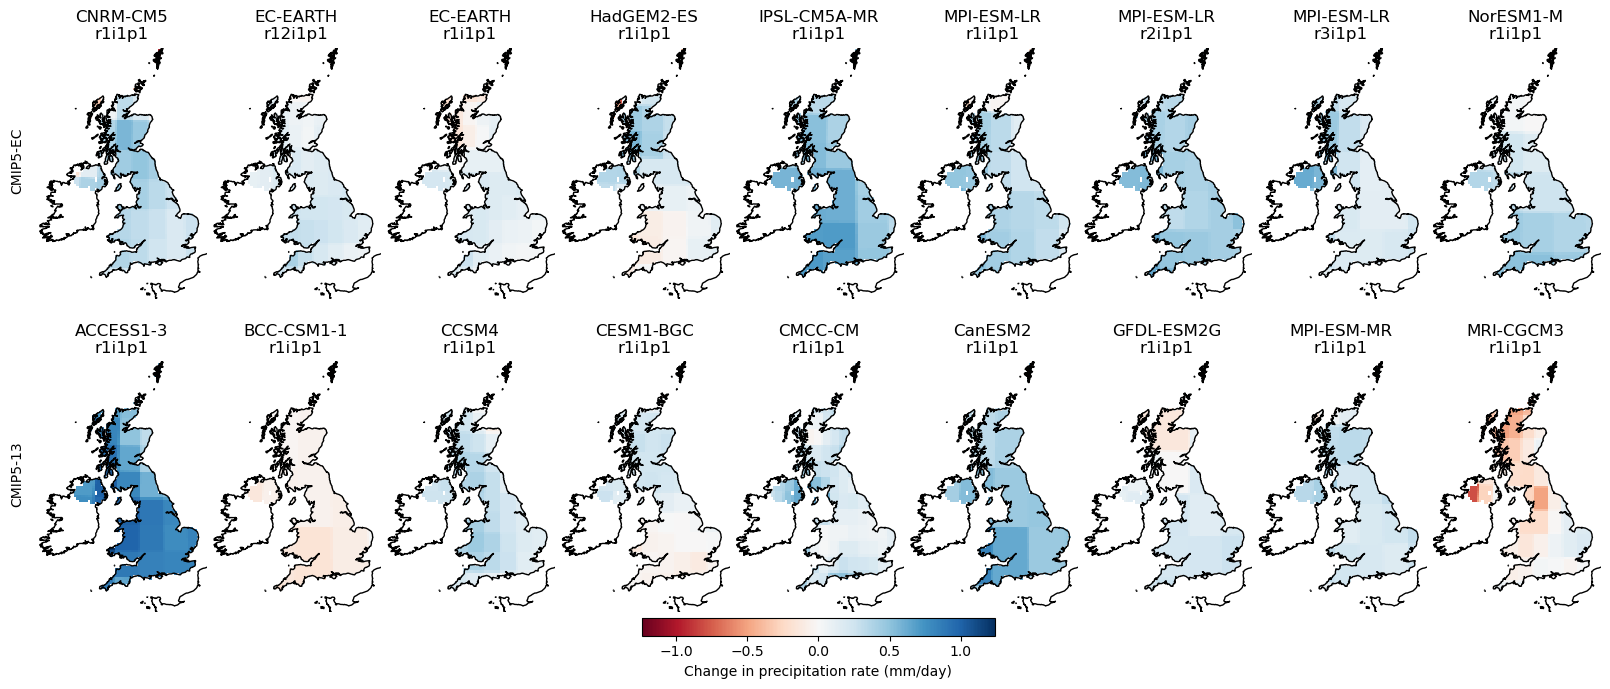 CNRM-CM5
r1i1p1
EC-EARTH
r12i1p1
EC-EARTH
r1i1p1
HadGEM2-ES
r1i1p1
IPSL-CM5A-MR
r1i1p1
MPI-ESM-LR
r1i1p1
MPI-ESM-LR
r2i1p1
MPI-ESM-LR
r3i1p1
NorESM1-M
r1i1p1
CMIP5-EC
ACCESS1-3
r1i1p1
BCC-CSM1-1
r1i1p1
CCSM4
r1i1p1
CESM1-BGC
r1i1p1
CMCC-CM
r1i1p1
CanESM2
r1i1p1
GFDL-ESM2G
r1i1p1
MPI-ESM-MR
r1i1p1
MRI-CGCM3
r1i1p1
CMIP5-13
−1.0 −0.5 0.0 0.5 1.0
Change in precipitation rate (mm/day)